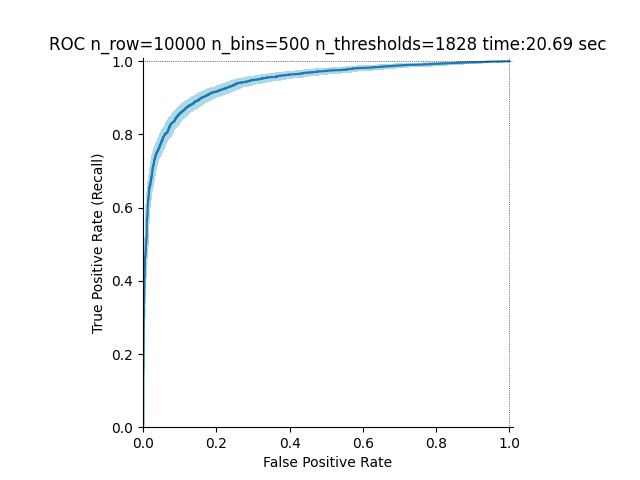 ROC n_row=10000 n_bins=500 n_thresholds=1828 time:20.69 sec
1.0
0.8
0.6
0.4
0.2
0.0
True Positive Rate (Recall)
0.0 0.2 0.4 0.6 0.8 1.0
False Positive Rate